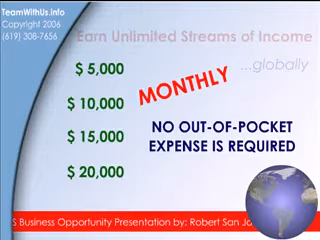 TeamWithUs.info
Copyright 2006
(619) 308-7656
Earn Unlimited Streams of Income
...globally
$ 5,000
MONTHLY
$ 10,000
$ 15,000
$ 20,000
NO OUT-OF-POCKET
EXPENSE IS REQUIRED
S Business Opportunity Presentation by: Robert San